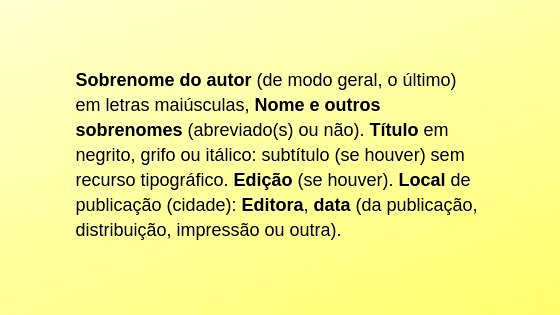 Sobrenome do autor (de modo geral, o último)
em letras maiúsculas, Nome e outros
sobrenomes (abreviado(s) ou não). Título em
negrito, grifo ou itálico: subtítulo (se houver) sem
recurso tipográfico. Edição (se houver). Local de
publicação (cidade): Editora, data (da publicação,
distribuição, impressão ou outra).